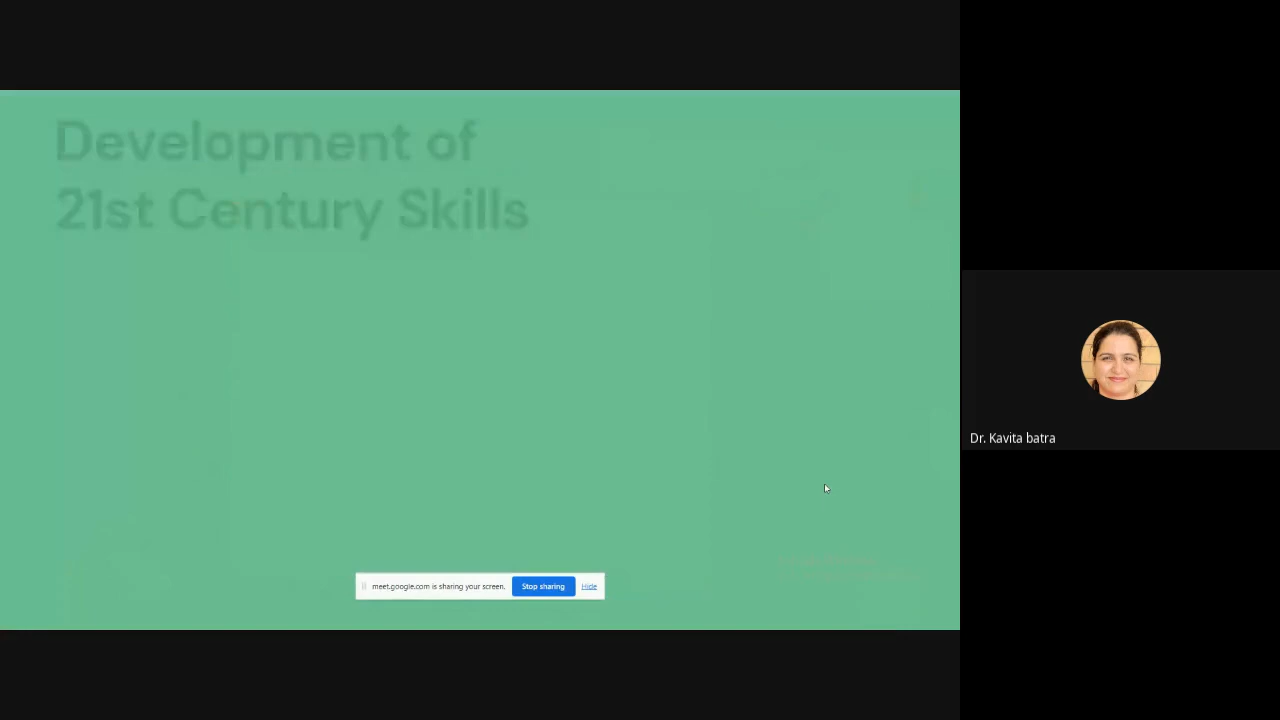 Development of
21st Century Skills
meet.google.com is sharing your screen. Stop sharing Hide
Dr. Kavita batra